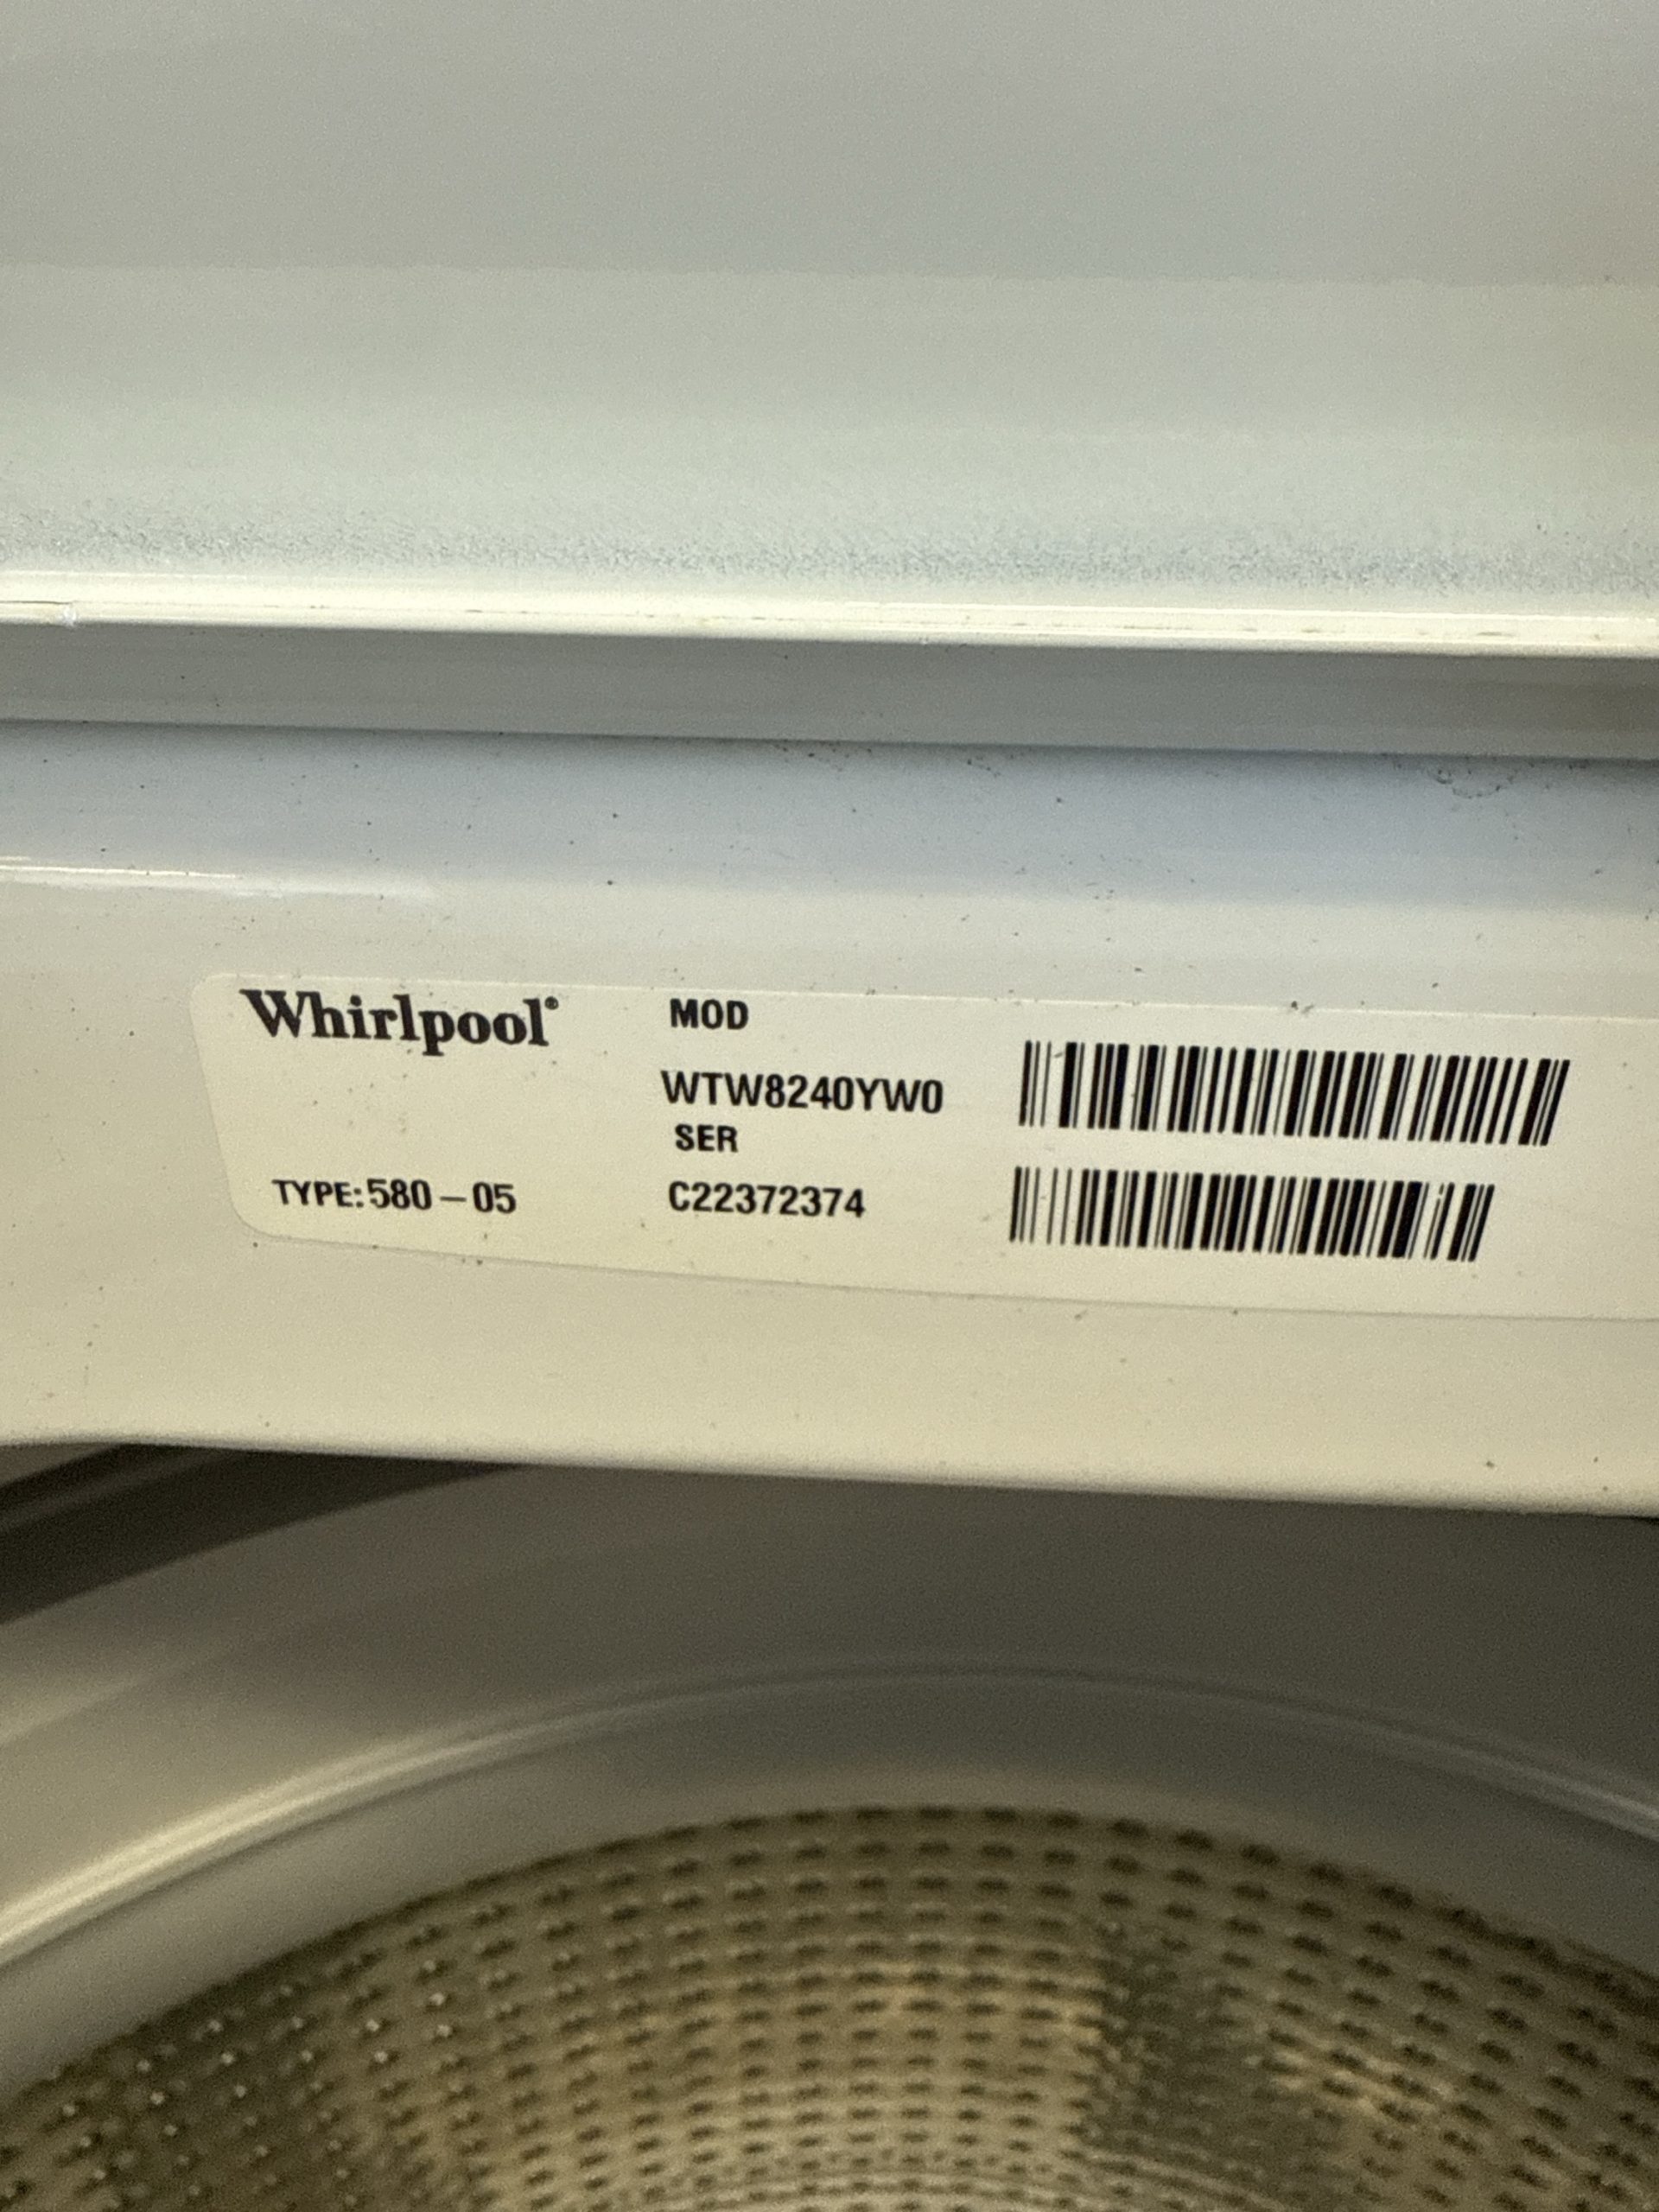 Whirlpool®
MOD
WTW8240YW0
SER
TYPE:580–05
C22372374